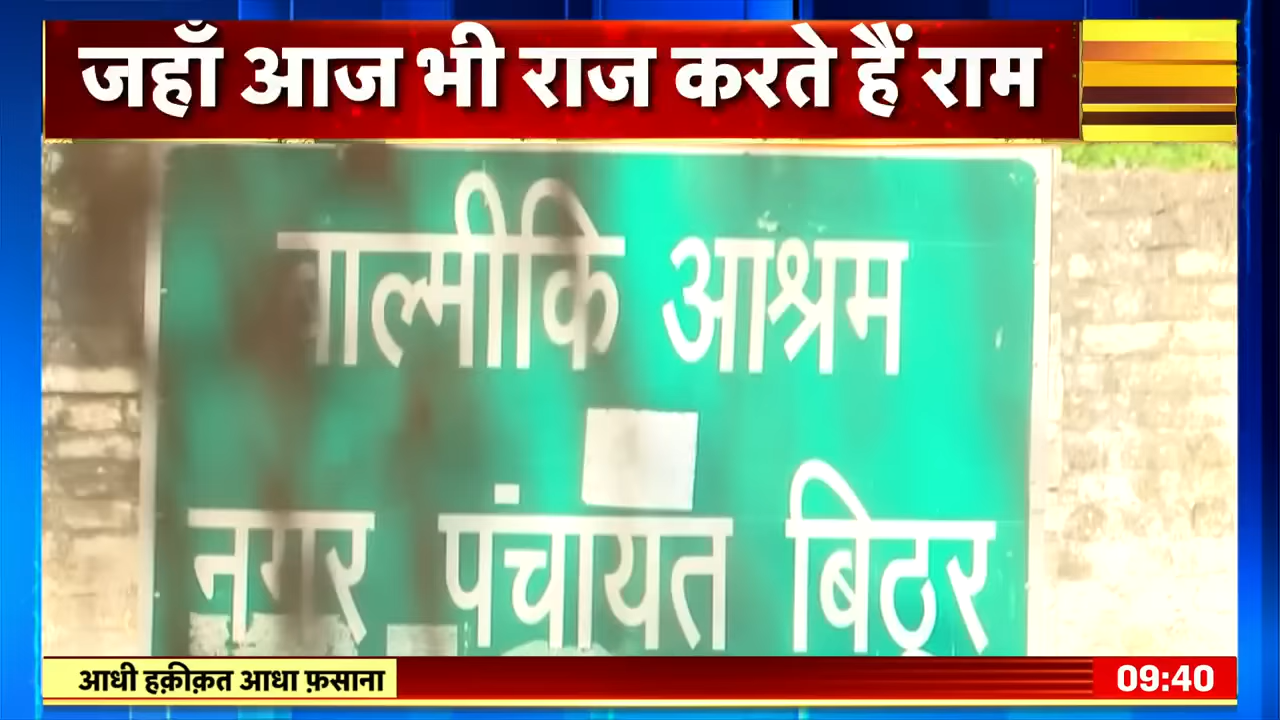 जहाँ आज भी राज करते हैं राम
वाल्मीकि आश्रम
नगर पंचायत बिठूर
आधी हक़ीक़त आधा फ़साना
09:40